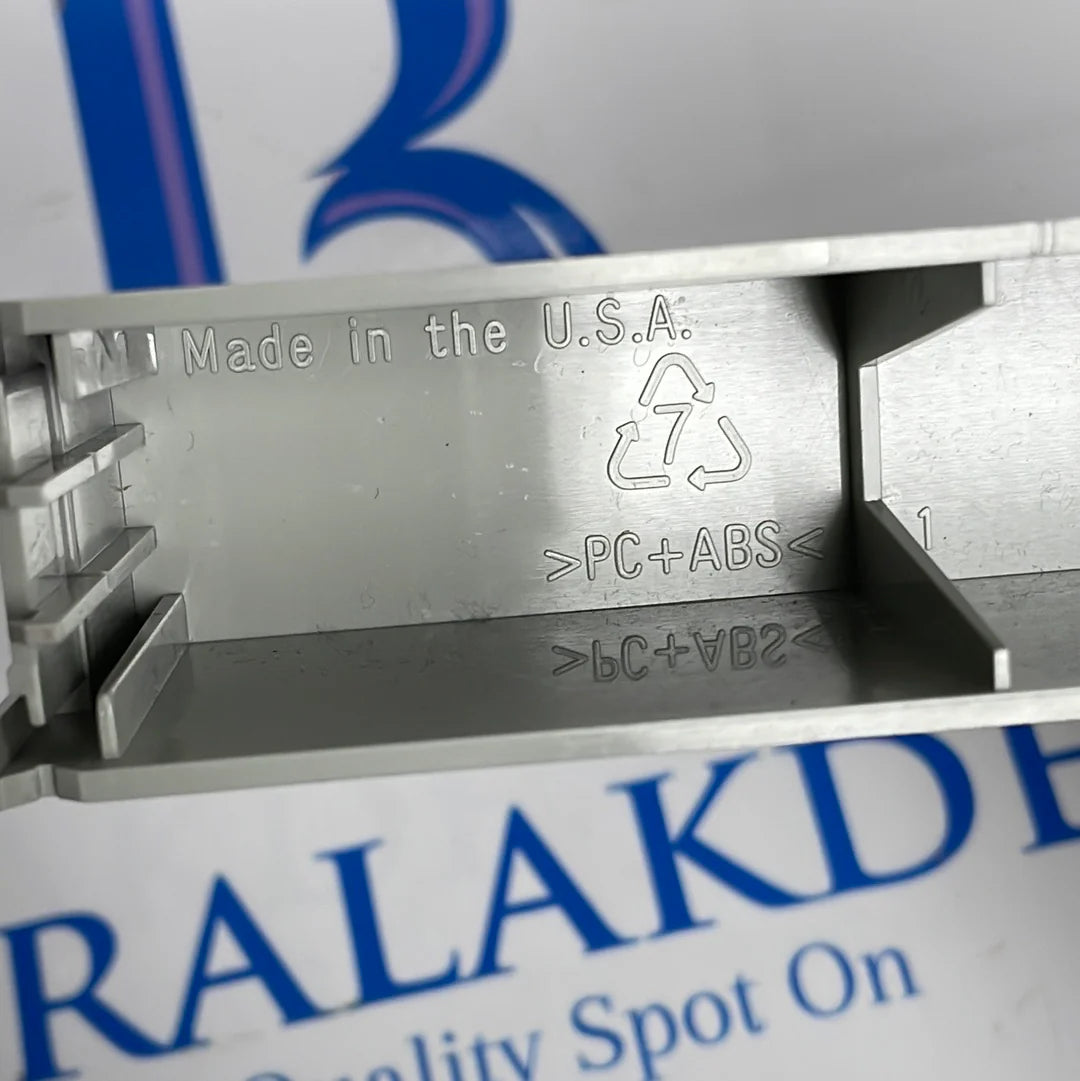 R
Made in the U.S.A.
7
>PC+ABS<
1
>PC+ABS<
RALAKDE
Quality Spot On